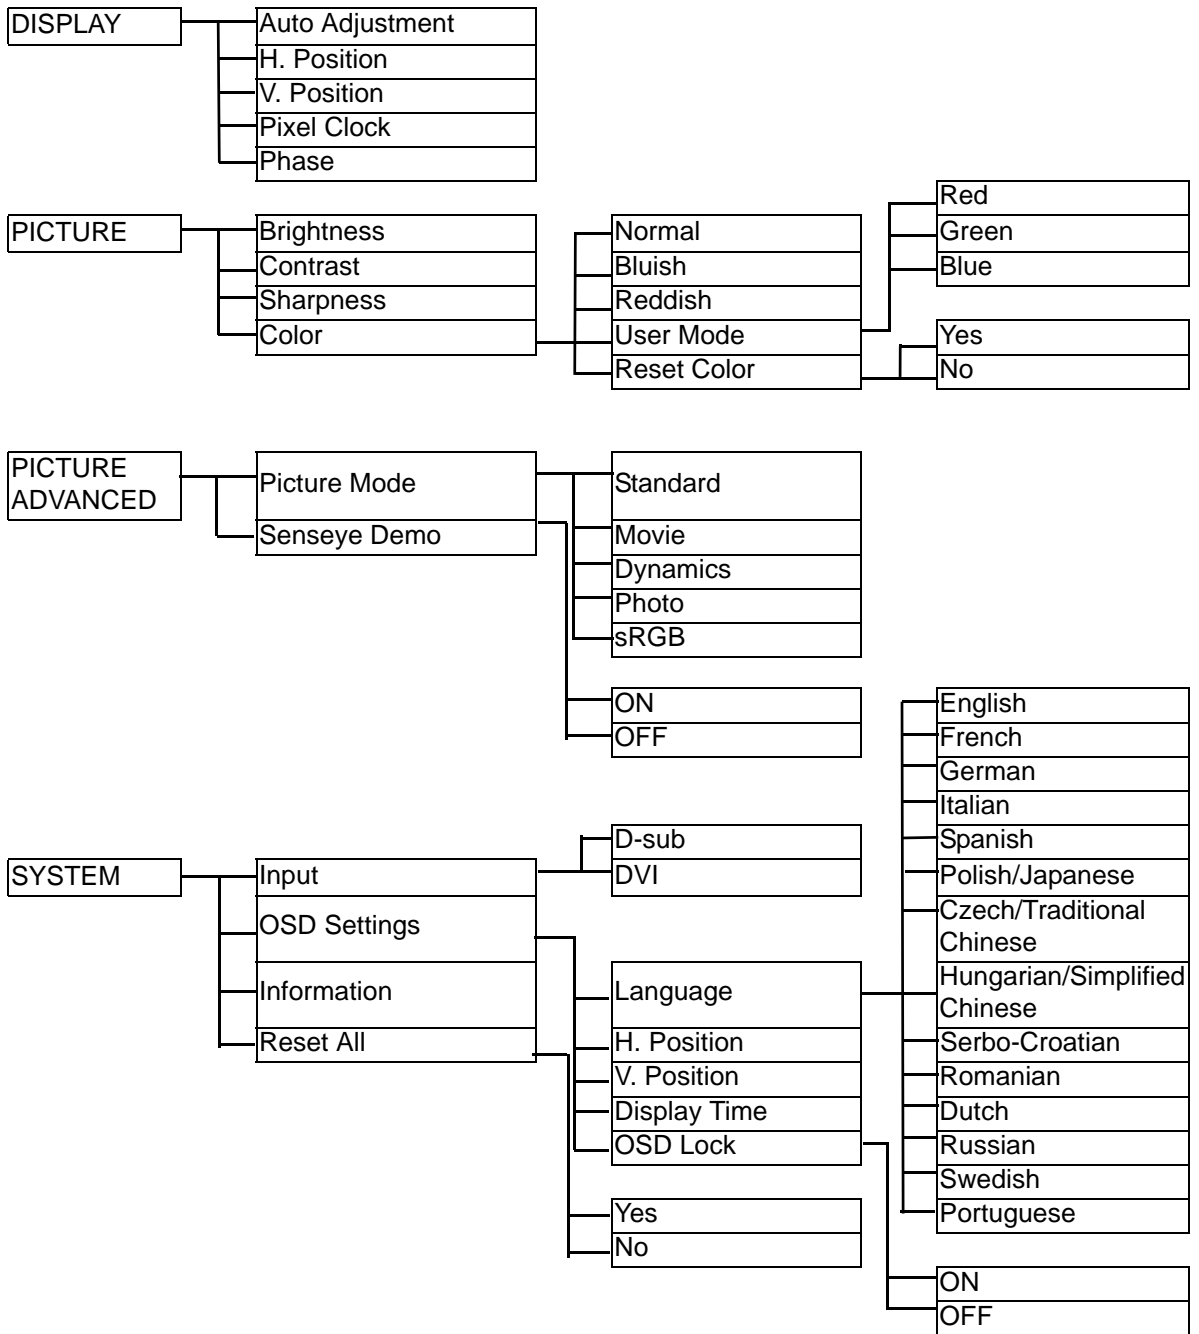 DISPLAY
Auto Adjustment
H. Position
V. Position
Pixel Clock
Phase
PICTURE
Brightness
Contrast
Sharpness
Color
Normal
Bluish
Reddish
User Mode
Reset Color
Red
Green
Blue
Yes
No
PICTURE
ADVANCED
Picture Mode
Senseye Demo
Standard
Movie
Dynamics
Photo
sRGB
ON
OFF
SYSTEM
Input
OSD Settings
Information
Reset All
D-sub
DVI
Language
H. Position
V. Position
Display Time
OSD Lock
Yes
No
English
French
German
Italian
Spanish
Polish/Japanese
Czech/Traditional
Chinese
Hungarian/Simplified
Chinese
Serbo-Croatian
Romanian
Dutch
Russian
Swedish
Portuguese
ON
OFF